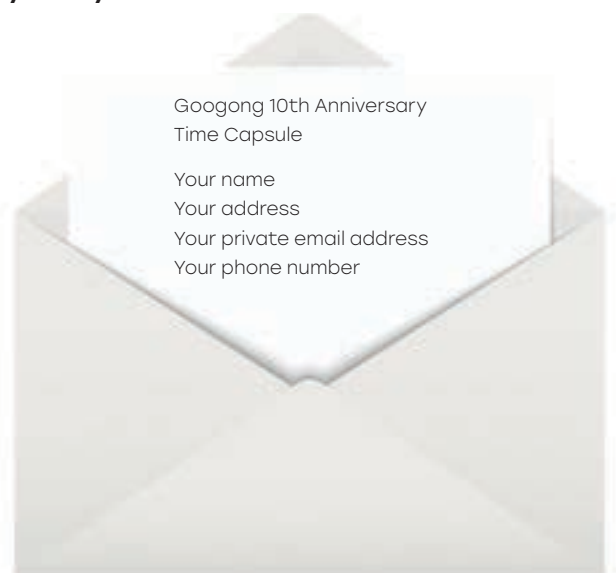 Googong 10th Anniversary
Time Capsule
Your name
Your address
Your private email address
Your phone number